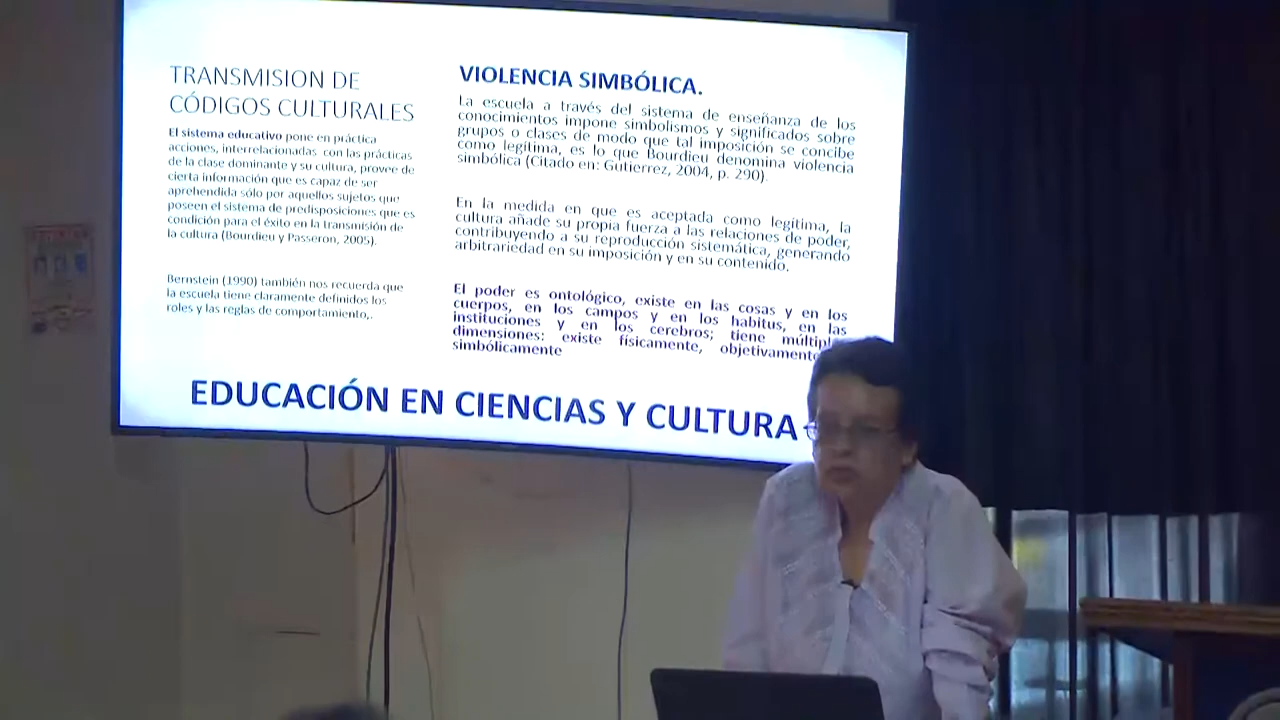 TRANSMISION DE
CÓDIGOS CULTURALES
El sistema educativo pone en práctica
acciones, interrelacionadas con las prácticas
de la clase dominante y su cultura, provee de
cierta información que es capaz de ser
aprehendida sólo por aquellos sujetos que
poseen el sistema de predisposiciones que es
condición para el éxito en la transmisión de
la cultura (Bourdieu y Passeron, 2005).
Bernstein (1990) también nos recuerda que
la escuela tiene claramente definidos los
roles y las reglas de comportamiento,.
VIOLENCIA SIMBÓLICA.
La escuela a través del sistema de enseñanza de los
conocimientos impone simbolismos y significados sobre
grupos o clases de modo que tal imposición se concibe
como legítima, es lo que Bourdieu denomina violencia
simbólica (Citado en: Gutierrez, 2004, p. 290).
En la medida en que es aceptada como legítima, la
cultura añade su propia fuerza a las relaciones de poder,
contribuyendo a su reproducción sistemática, generando
arbitrariedad en su imposición y en su contenido.
El poder es ontológico, existe en las cosas y en los
cuerpos, en los campos y en los habitus, en las
instituciones y en los cerebros; tiene
dimensiones: existe físicamente, objetivamente
simbólicamente
EDUCACIÓN EN CIENCIAS Y CULTURA